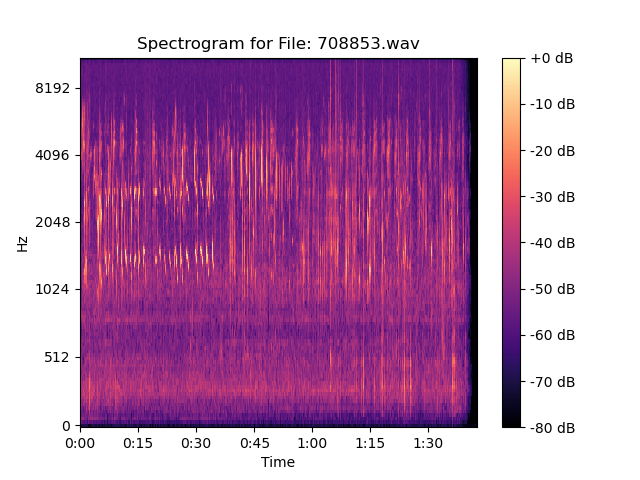 Spectrogram for File: 708853.wav
Hz
8192
4096
2048
1024
512
0
0:00 0:15 0:30 0:45 1:00 1:15 1:30
Time
+0 dB
-10 dB
-20 dB
-30 dB
-40 dB
-50 dB
-60 dB
-70 dB
-80 dB